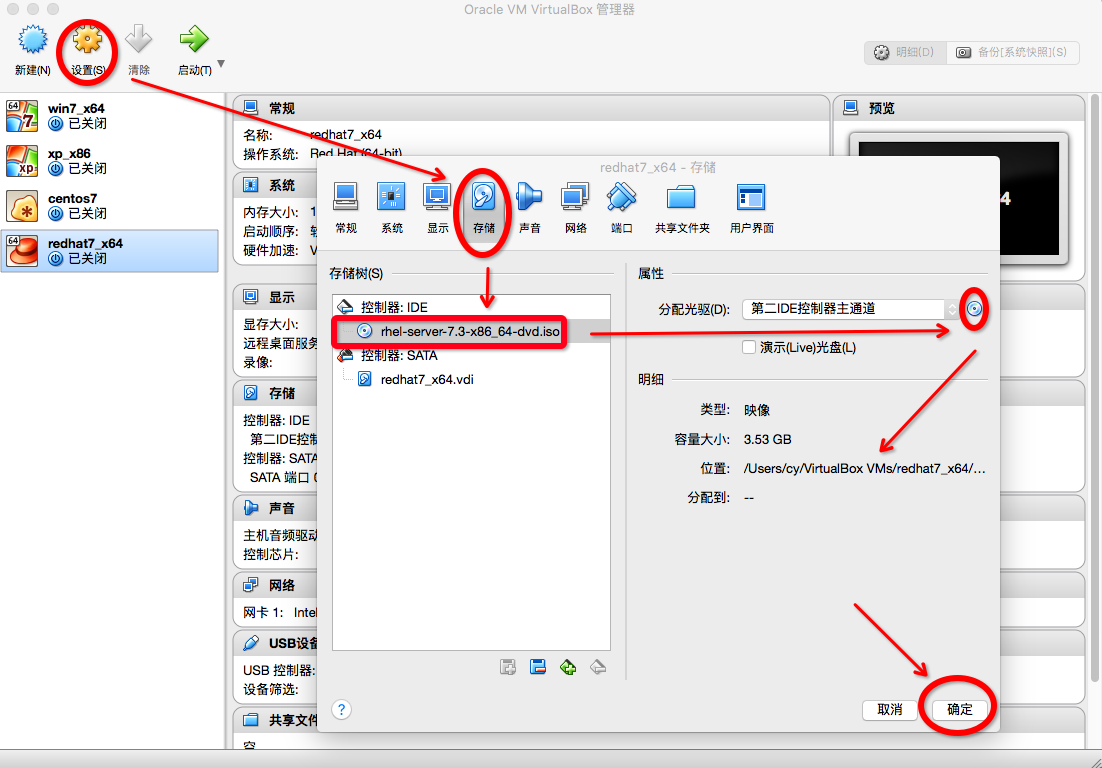 Oracle VM VirtualBox 管理器
新建(N)
设置(S)
清除
启动(T)
明细(D)
备份[系统快照](S)
64
win7_x64
已关闭
xp
xp_x86
已关闭
centos7
已关闭
64
redhat7_x64
已关闭
常规
名称: redhat7_x64
操作系统: Red Hat (64-bit)
预览
4
系统
内存大小: 1
启动顺序:
硬件加速: V
显示
显存大小:
远程桌面服务
录像:
存储
控制器: IDE
第二IDE控制
控制器: SATA
SATA 端口 0
声音
主机音频驱动
控制芯片:
网络
网卡 1: Intel
USB设备
USB 控制器:
设备筛选:
共享文件
redhat7_x64 - 存储
常规
系统
显示
存储
声音
网络
端口
共享文件夹
用户界面
存储树(S)
控制器: IDE
rhel-server-7.3-x86_64-dvd.iso
控制器: SATA
redhat7_x64.vdi
属性
分配光驱(D): 第二IDE控制器主通道
演示(Live)光盘(L)
明细
类型: 映像
容量大小: 3.53 GB
位置: /Users/cy/VirtualBox VMs/redhat7_x64/...
分配到: --
?
取消
确定